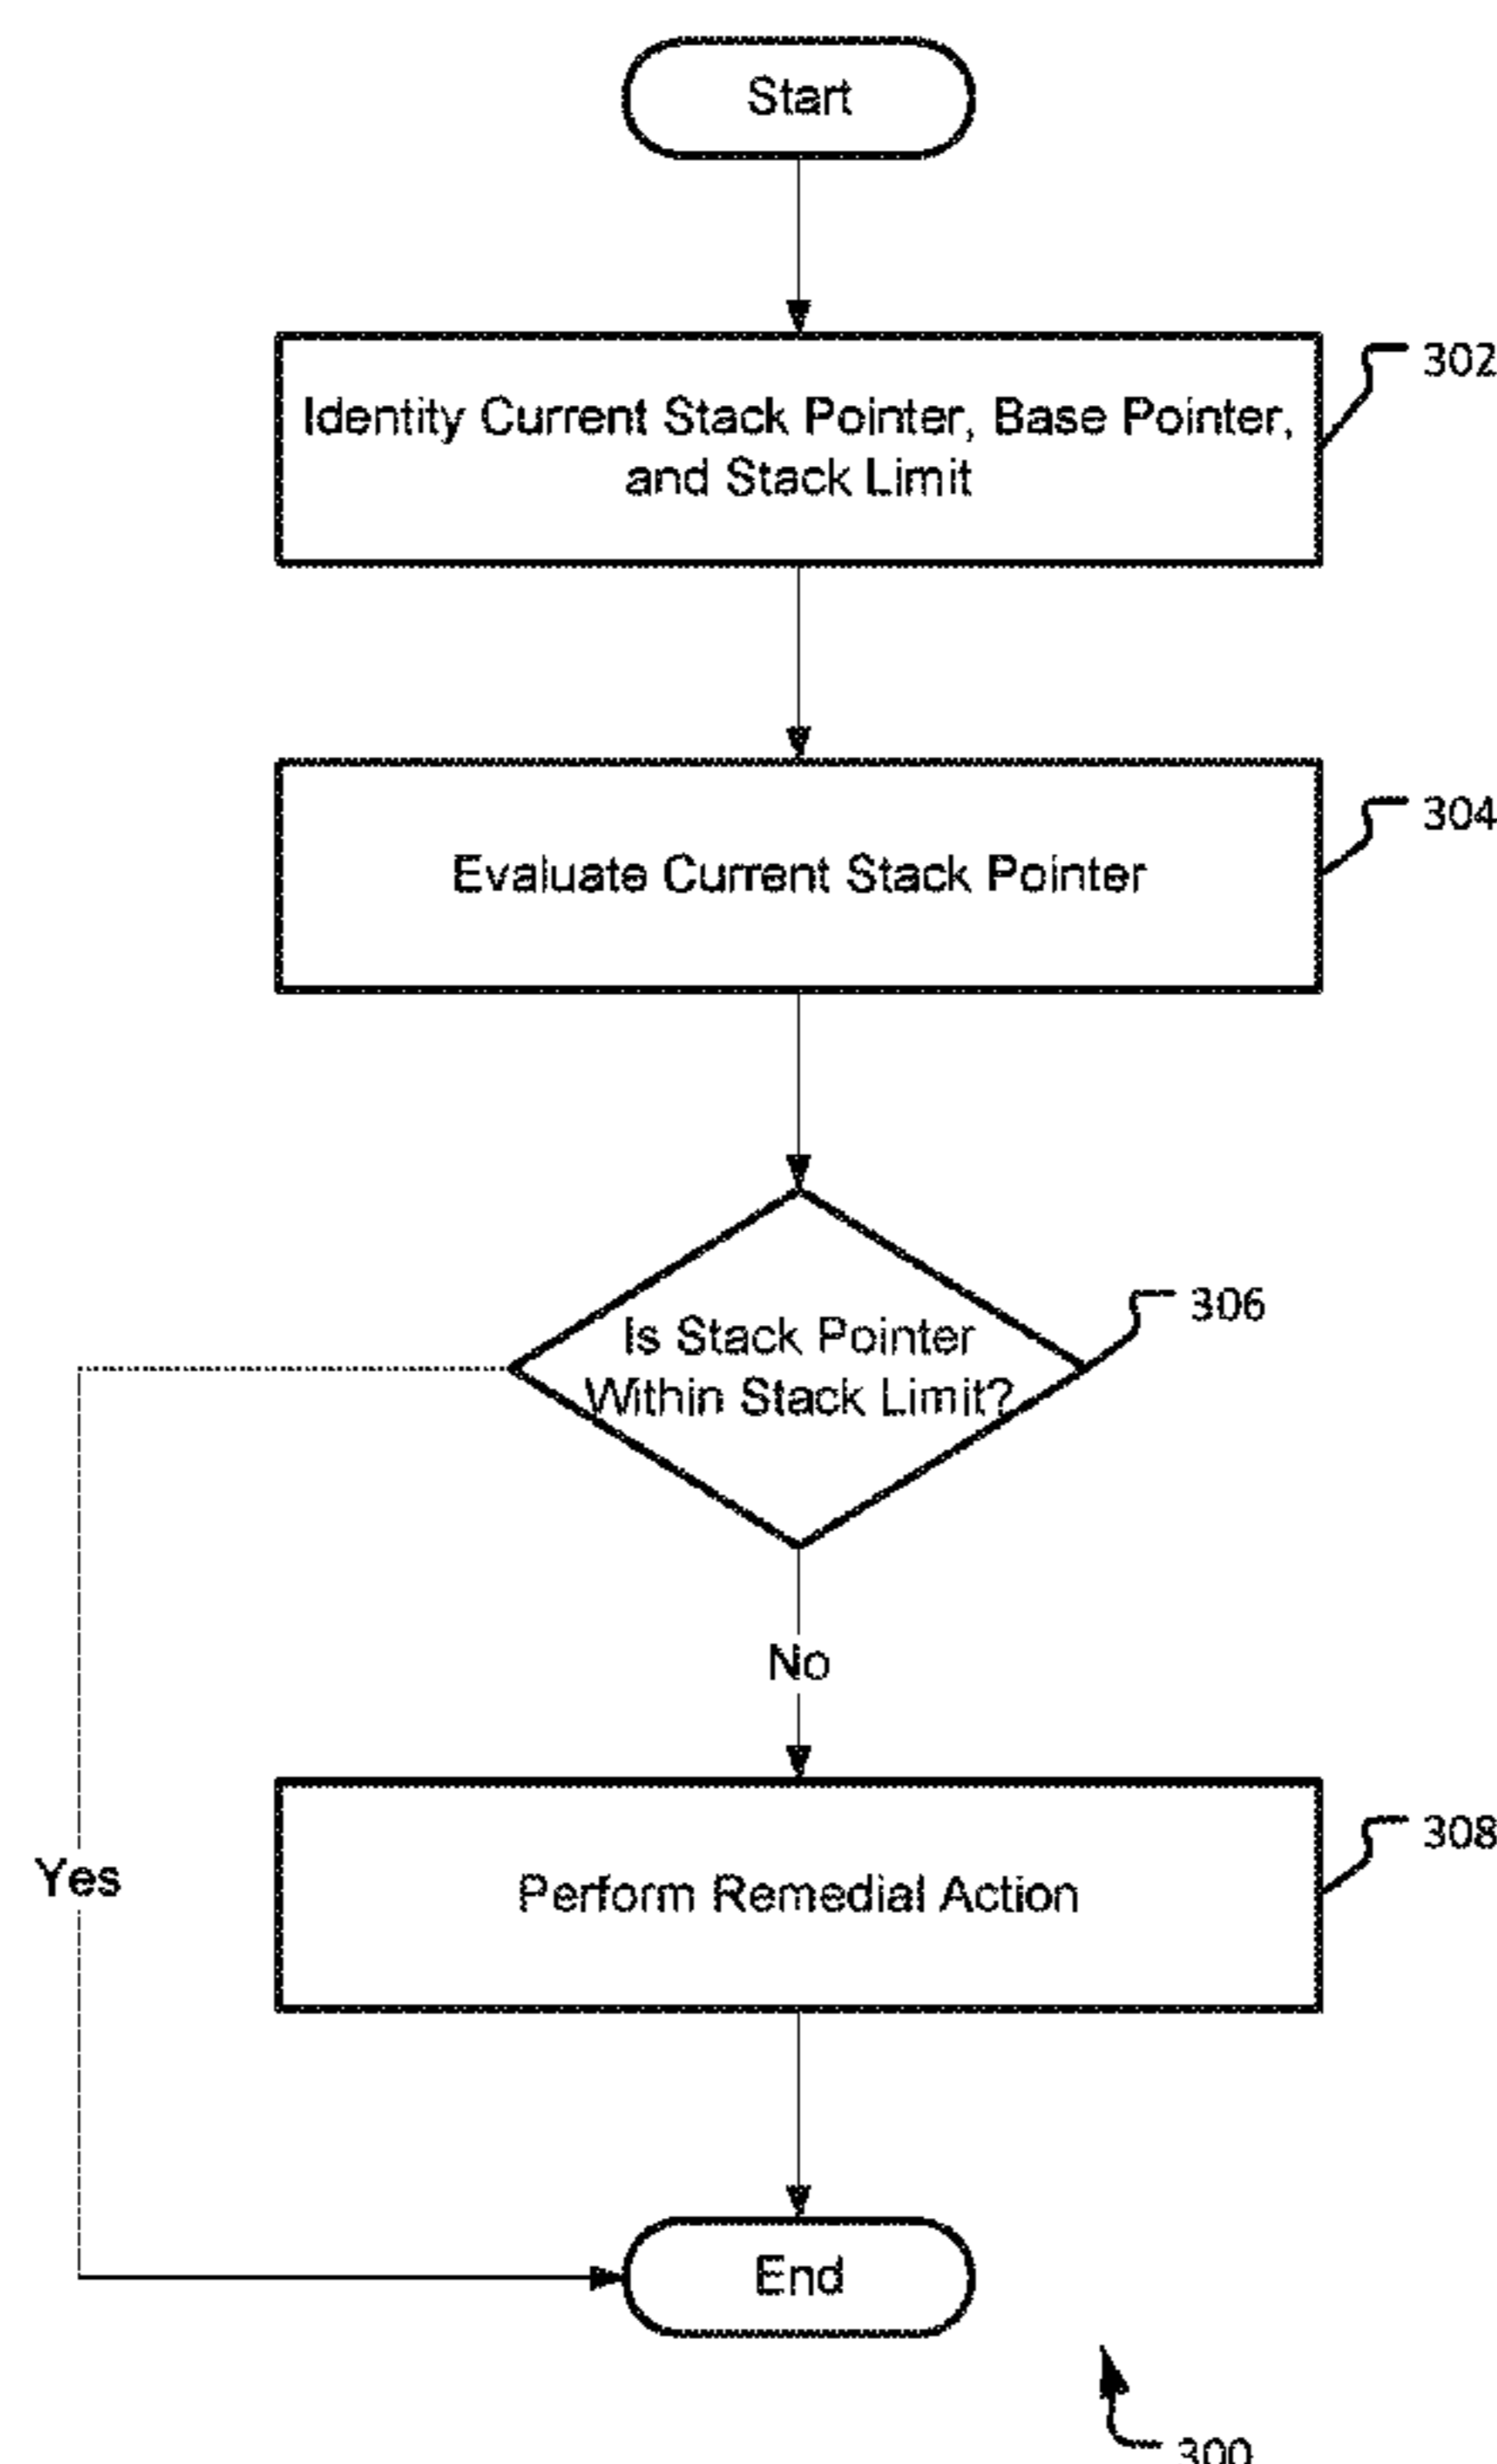 Start
302
Identity Current Stack Pointer, Base Pointer,
and Stack Limit
304
Evaluate Current Stack Pointer
306
Is Stack Pointer
Within Stack Limit?
No
308
Yes
Perform Remedial Action
End
300